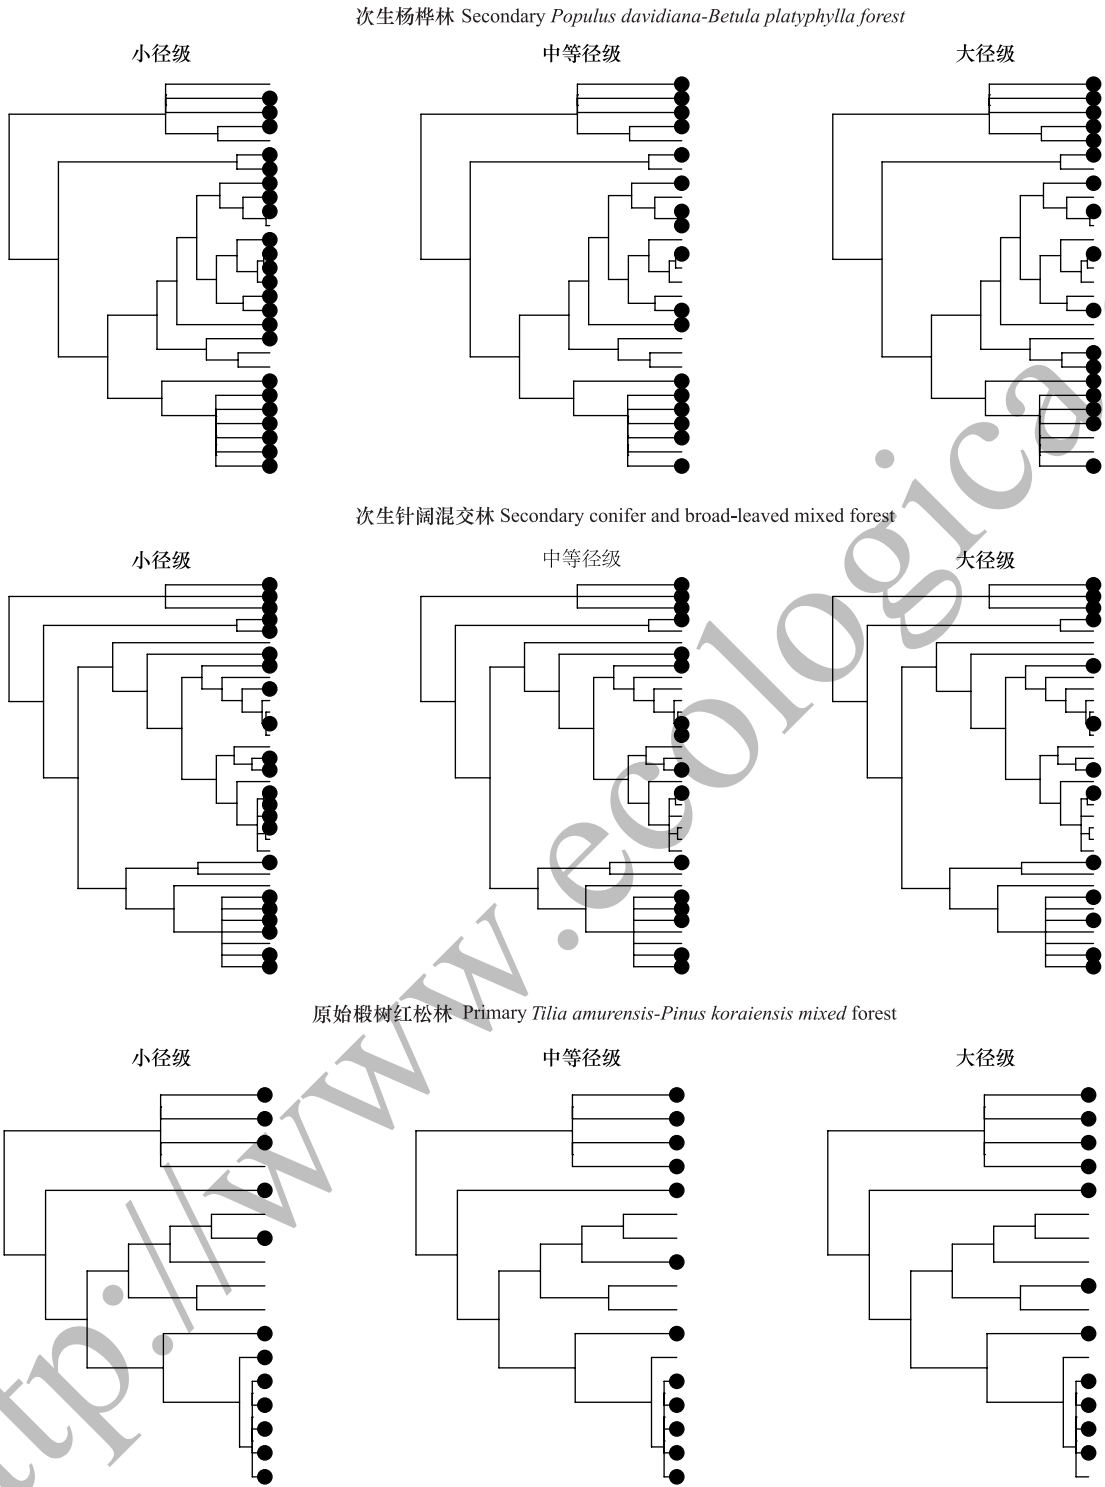 次生杨桦林 Secondary Populus davidiana-Betula platyphylla forest
小径级 中等径级 大径级
次生针阔混交林 Secondary conifer and broad-leaved mixed forest
小径级 中等径级 大径级
原始椴树红松林 Primary Tilia amurensis-Pinus koraiensis mixed forest
小径级 中等径级 大径级
tp://www.ecologica